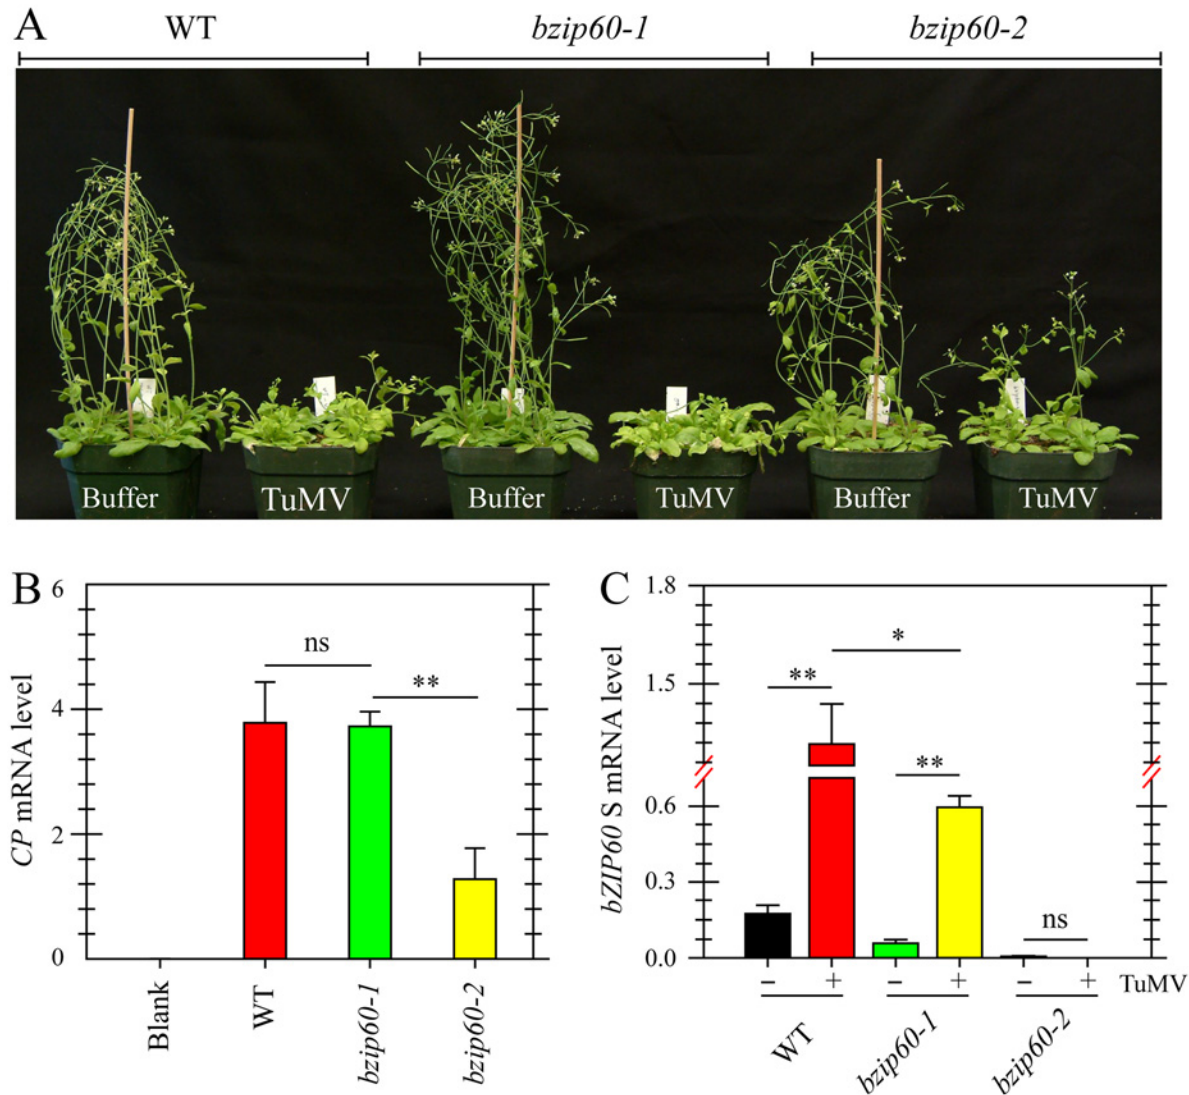 A
WT bzip60-1 bzip60-2
Buffer TuMV Buffer TuMV Buffer TuMV
B
CP mRNA level
6
4
2
0
ns
**
Blank WT bzip60-1 bzip60-2
C
bZIP60 S mRNA level
1.8
1.5
0.6
0.3
0.0
*
**
**
ns
− + − + − + TuMV
WT bzip60-1 bzip60-2